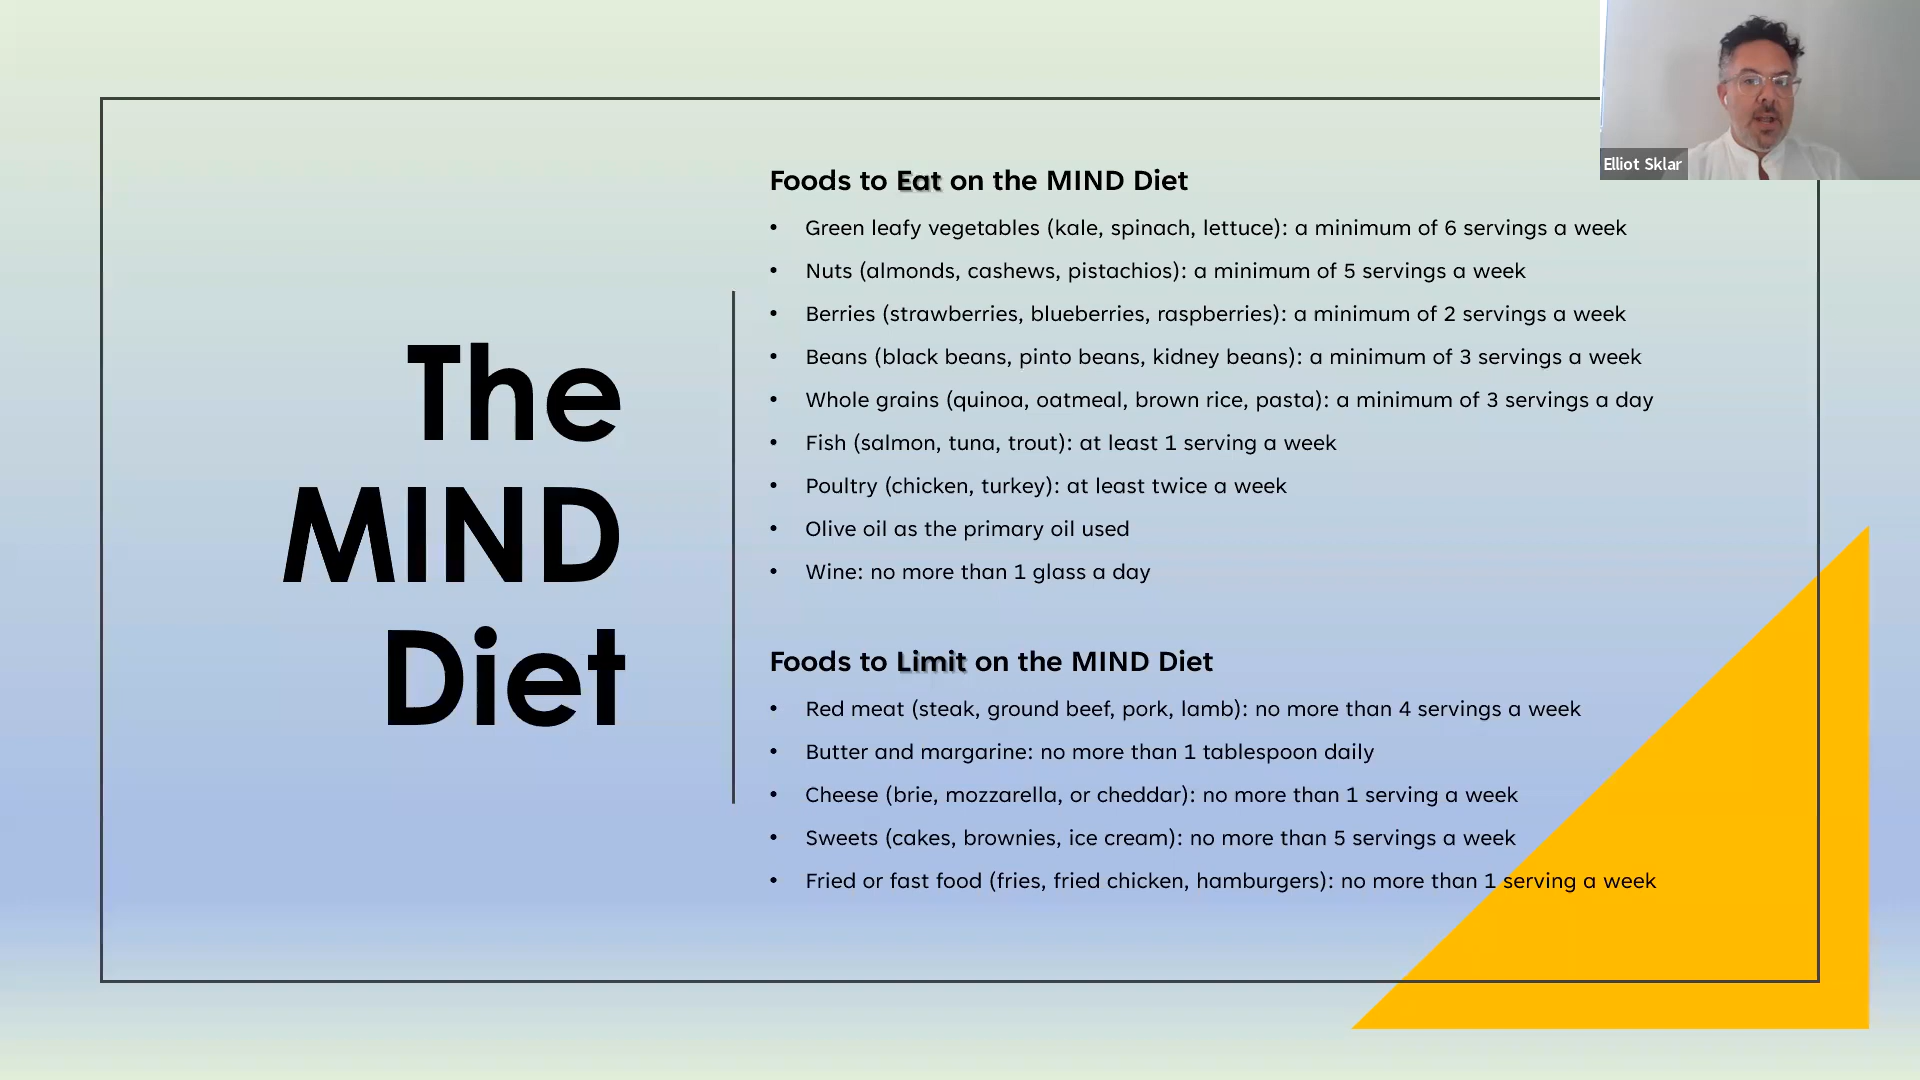 Elliot Sklar
The
MIND
Diet
Foods to Eat on the MIND Diet
• Green leafy vegetables (kale, spinach, lettuce): a minimum of 6 servings a week
• Nuts (almonds, cashews, pistachios): a minimum of 5 servings a week
• Berries (strawberries, blueberries, raspberries): a minimum of 2 servings a week
• Beans (black beans, pinto beans, kidney beans): a minimum of 3 servings a week
• Whole grains (quinoa, oatmeal, brown rice, pasta): a minimum of 3 servings a day
• Fish (salmon, tuna, trout): at least 1 serving a week
• Poultry (chicken, turkey): at least twice a week
• Olive oil as the primary oil used
• Wine: no more than 1 glass a day
Foods to Limit on the MIND Diet
• Red meat (steak, ground beef, pork, lamb): no more than 4 servings a week
• Butter and margarine: no more than 1 tablespoon daily
• Cheese (brie, mozzarella, or cheddar): no more than 1 serving a week
• Sweets (cakes, brownies, ice cream): no more than 5 servings a week
• Fried or fast food (fries, fried chicken, hamburgers): no more than 1 serving a week